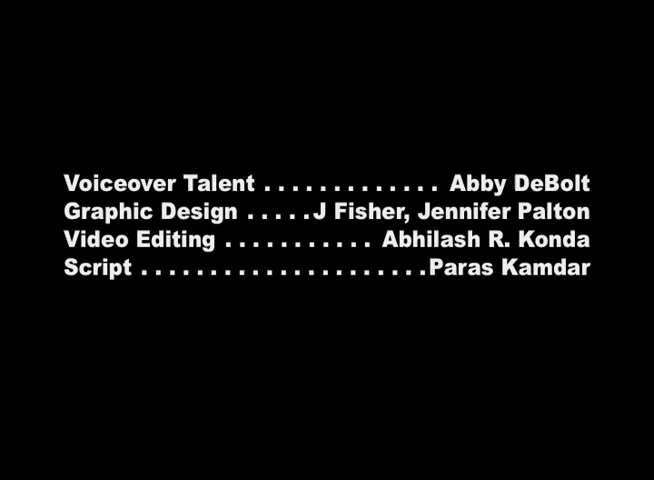 Voiceover Talent . . . . . . . . . . . . . Abby DeBolt
Graphic Design . . . . .J Fisher, Jennifer Palton
Video Editing . . . . . . . . . . . Abhilash R. Konda
Script . . . . . . . . . . . . . . . . . . . . .Paras Kamdar